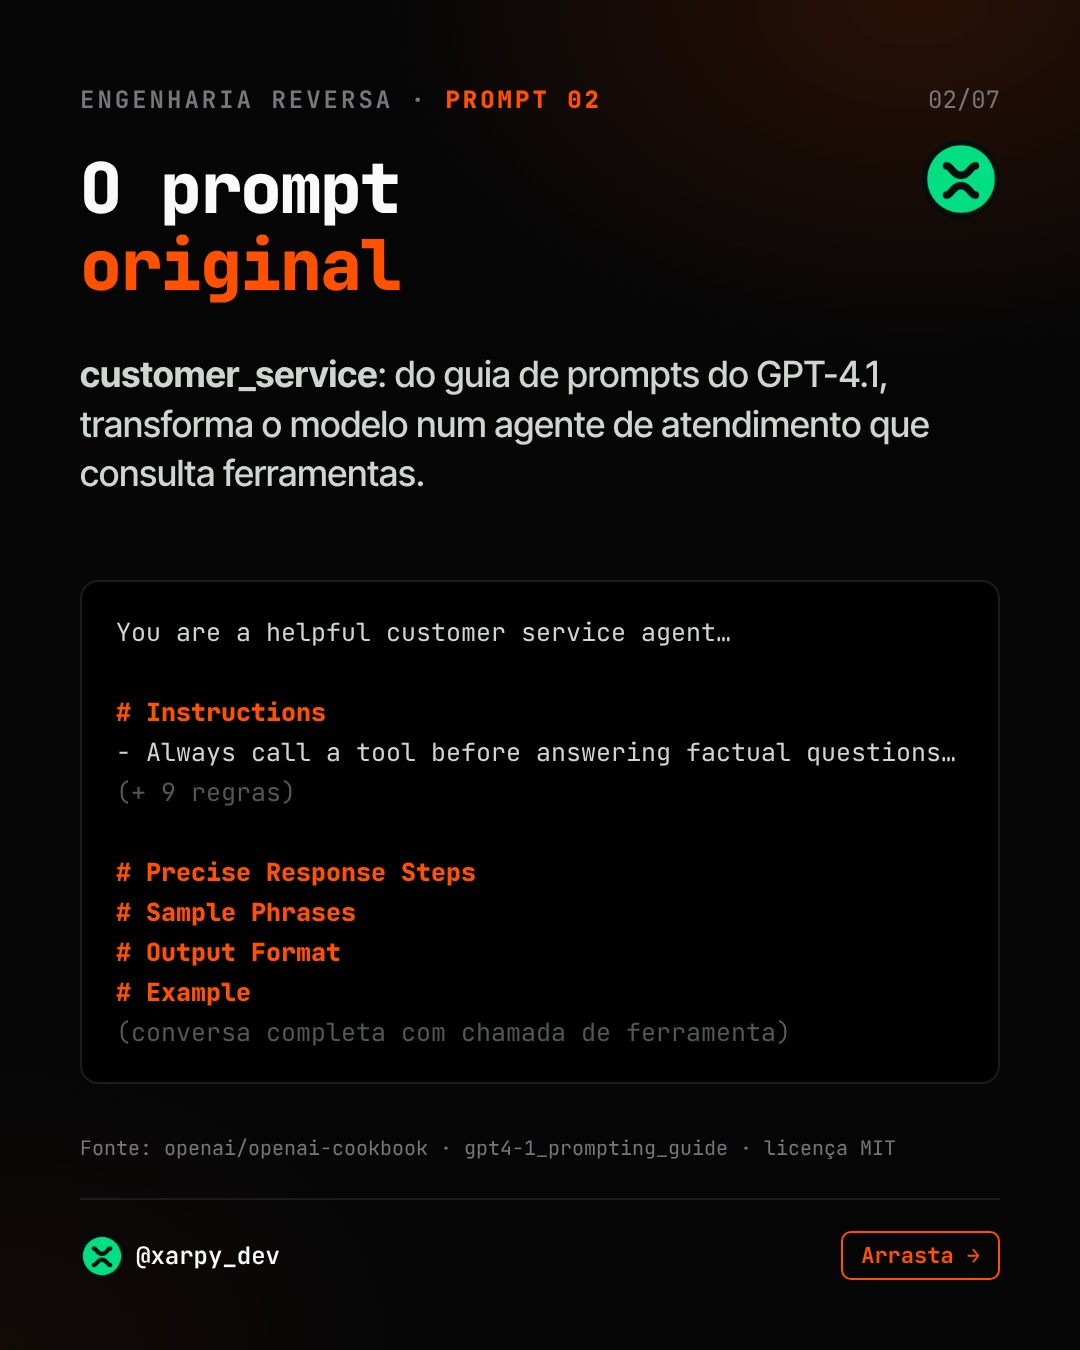 ENGENHARIA REVERSA · PROMPT 02
02/07
O prompt
original
customer_service: do guia de prompts do GPT-4.1,
transforma o modelo num agente de atendimento que
consulta ferramentas.
You are a helpful customer service agent…
# Instructions
- Always call a tool before answering factual questions…
(+ 9 regras)
# Precise Response Steps
# Sample Phrases
# Output Format
# Example
(conversa completa com chamada de ferramenta)
Fonte: openai/openai-cookbook · gpt4-1_prompting_guide · licença MIT
@xarpy_dev
Arrasta →